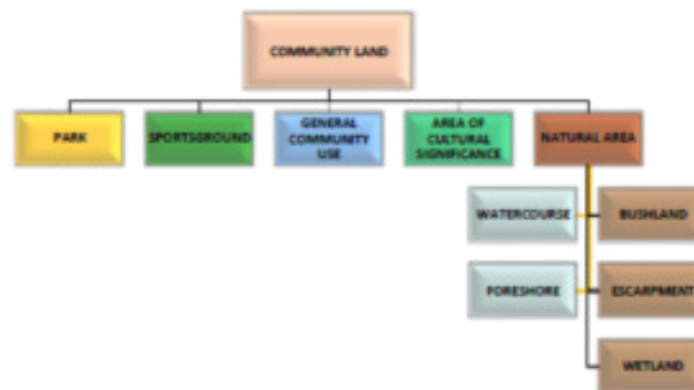 COMMUNITY LAND
PARK
SPORTSGROUND
GENERAL
COMMUNITY
USE
AREA OF
CULTURAL
SIGNIFICANCE
NATURAL AREA
WATERCOURSE
BUSHLAND
FORESHORE
ESCARPMENT
WETLAND